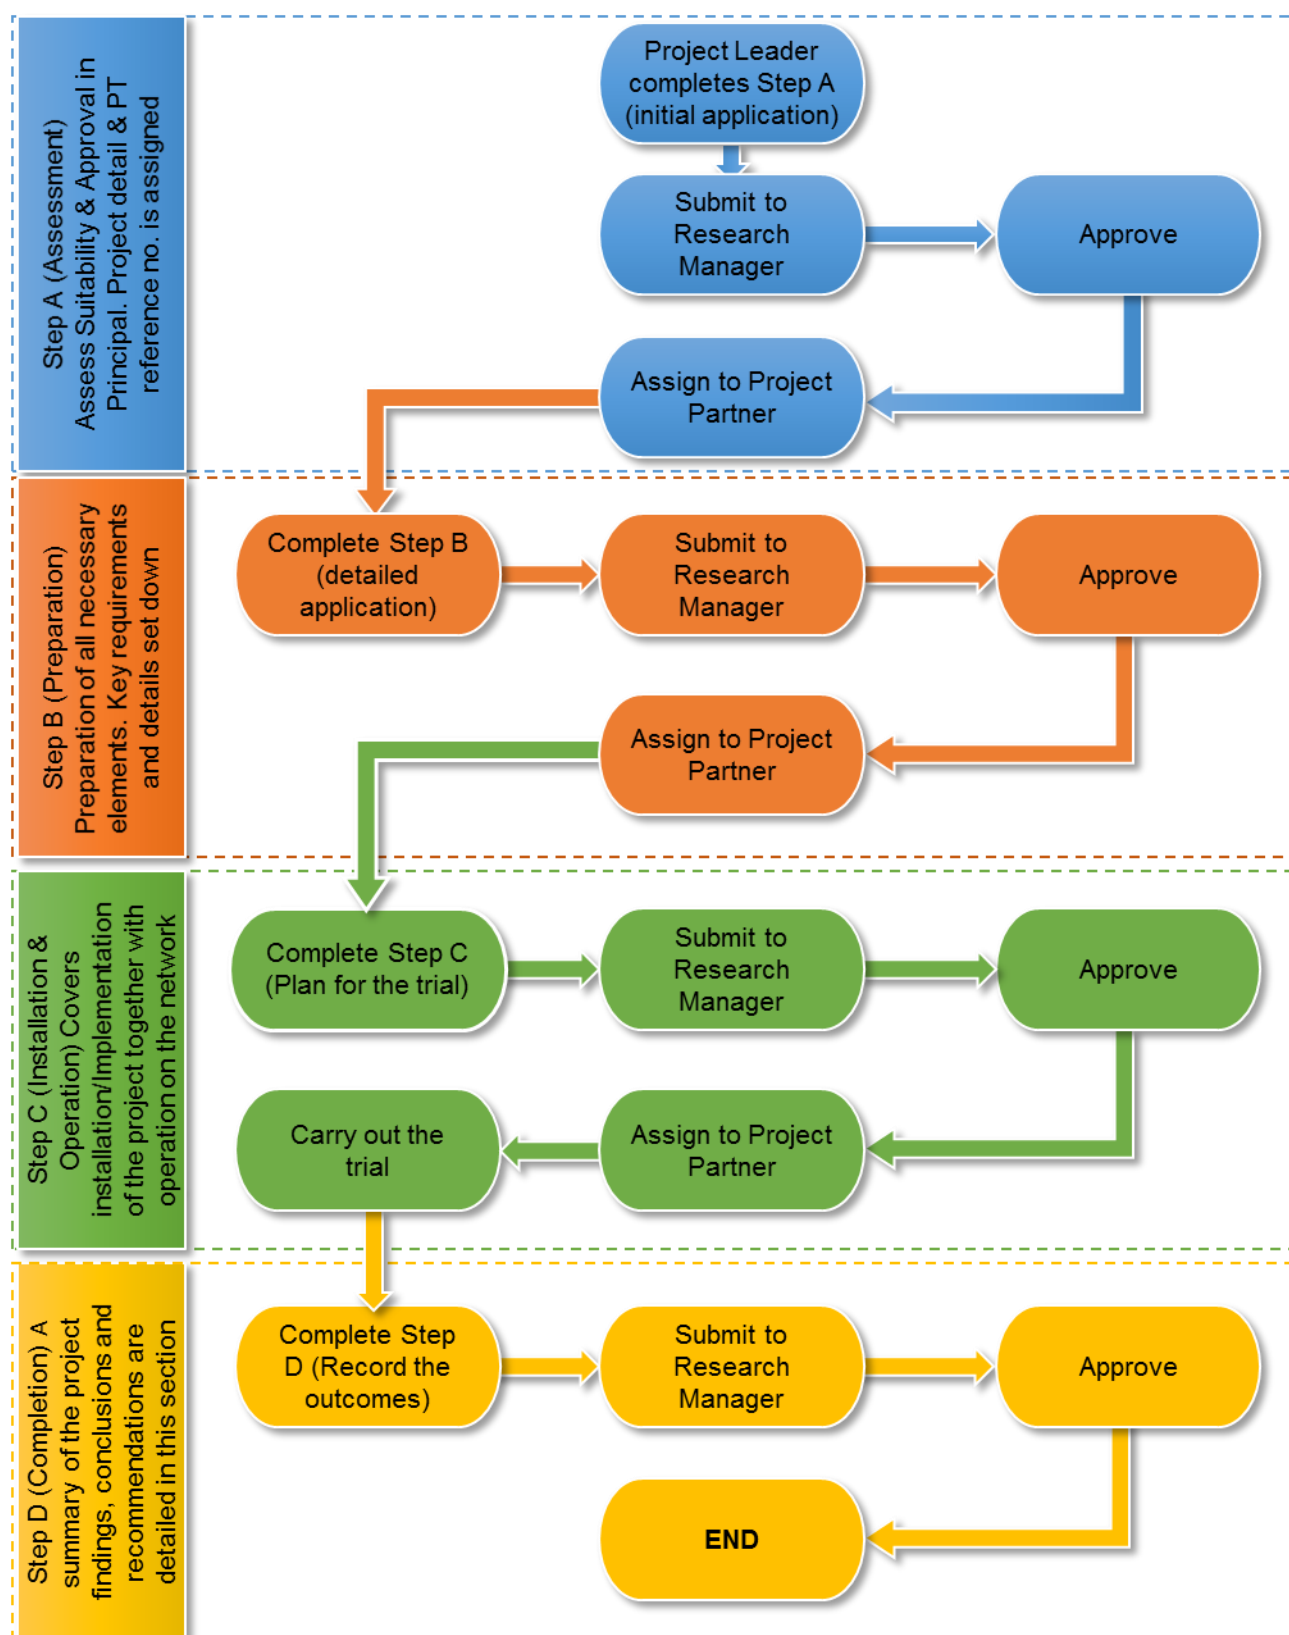 Step A (Assessment)
Assess Suitability & Approval in
Principal. Project detail & PT
reference no. is assigned
Project Leader
completes Step A
(initial application)
Submit to
Research
Manager
Approve
Assign to Project
Partner
Step B (Preparation)
Preparation of all necessary
elements. Key requirements
and details set down
Complete Step B
(detailed
application)
Submit to
Research
Manager
Approve
Assign to Project
Partner
Step C (Installation &
Operation) Covers
installation/Implementation
of the project together with
operation on the network
Complete Step C
(Plan for the trial)
Submit to
Research
Manager
Approve
Assign to Project
Partner
Carry out the
trial
Step D (Completion) A
summary of the project
findings, conclusions and
recommendations are
detailed in this section
Complete Step
D (Record the
outcomes)
Submit to
Research
Manager
Approve
END